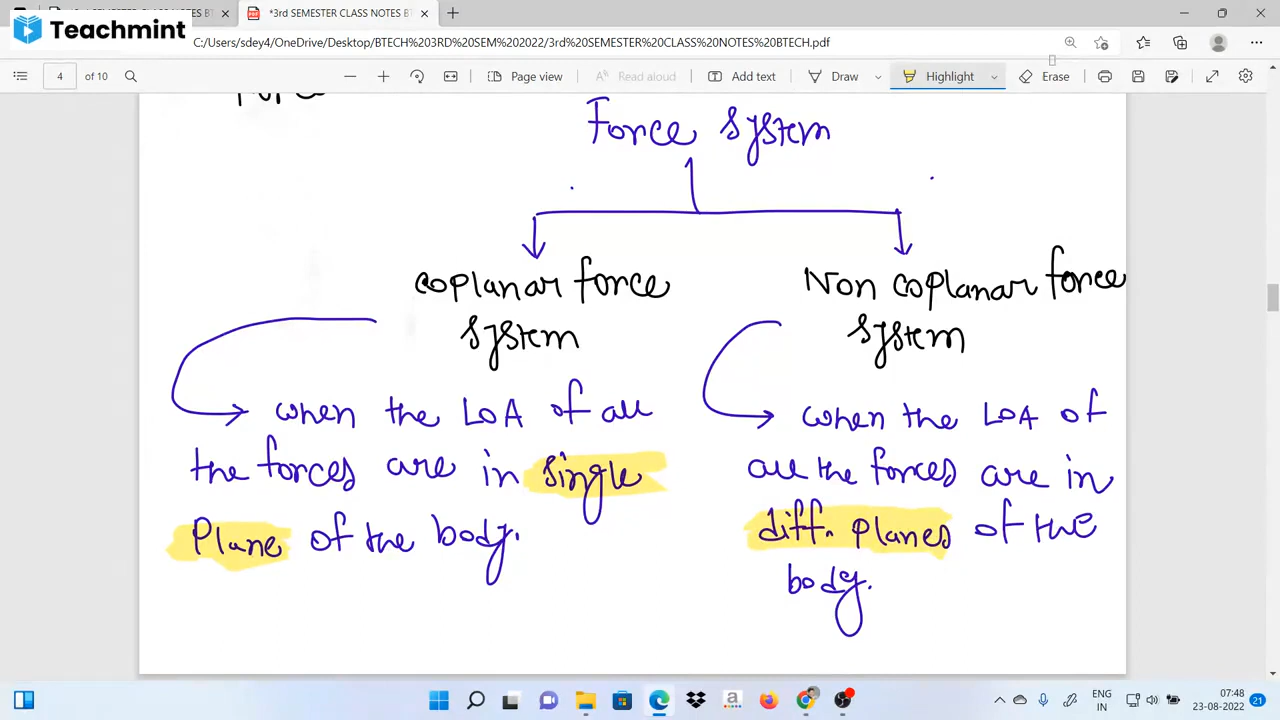 *3rd SEMESTER CLASS NOTES BT
Teachmint
C:/Users/sdey4/OneDrive/Desktop/BTECH%203RD%20SEM%202022/3rd%20SEMESTER%20CLASS%20NOTES%20BTECH.pdf
4 of 10 Page view Read aloud Add text Draw Highlight Erase
Force system
coplanar force
system
Non coplanar force
system
when the LOA of all
the forces are in single
Plane of the body.
when the LOA of
all the forces are in
diff. planes of the
body.
ENG
IN
07:48
23-08-2022
21